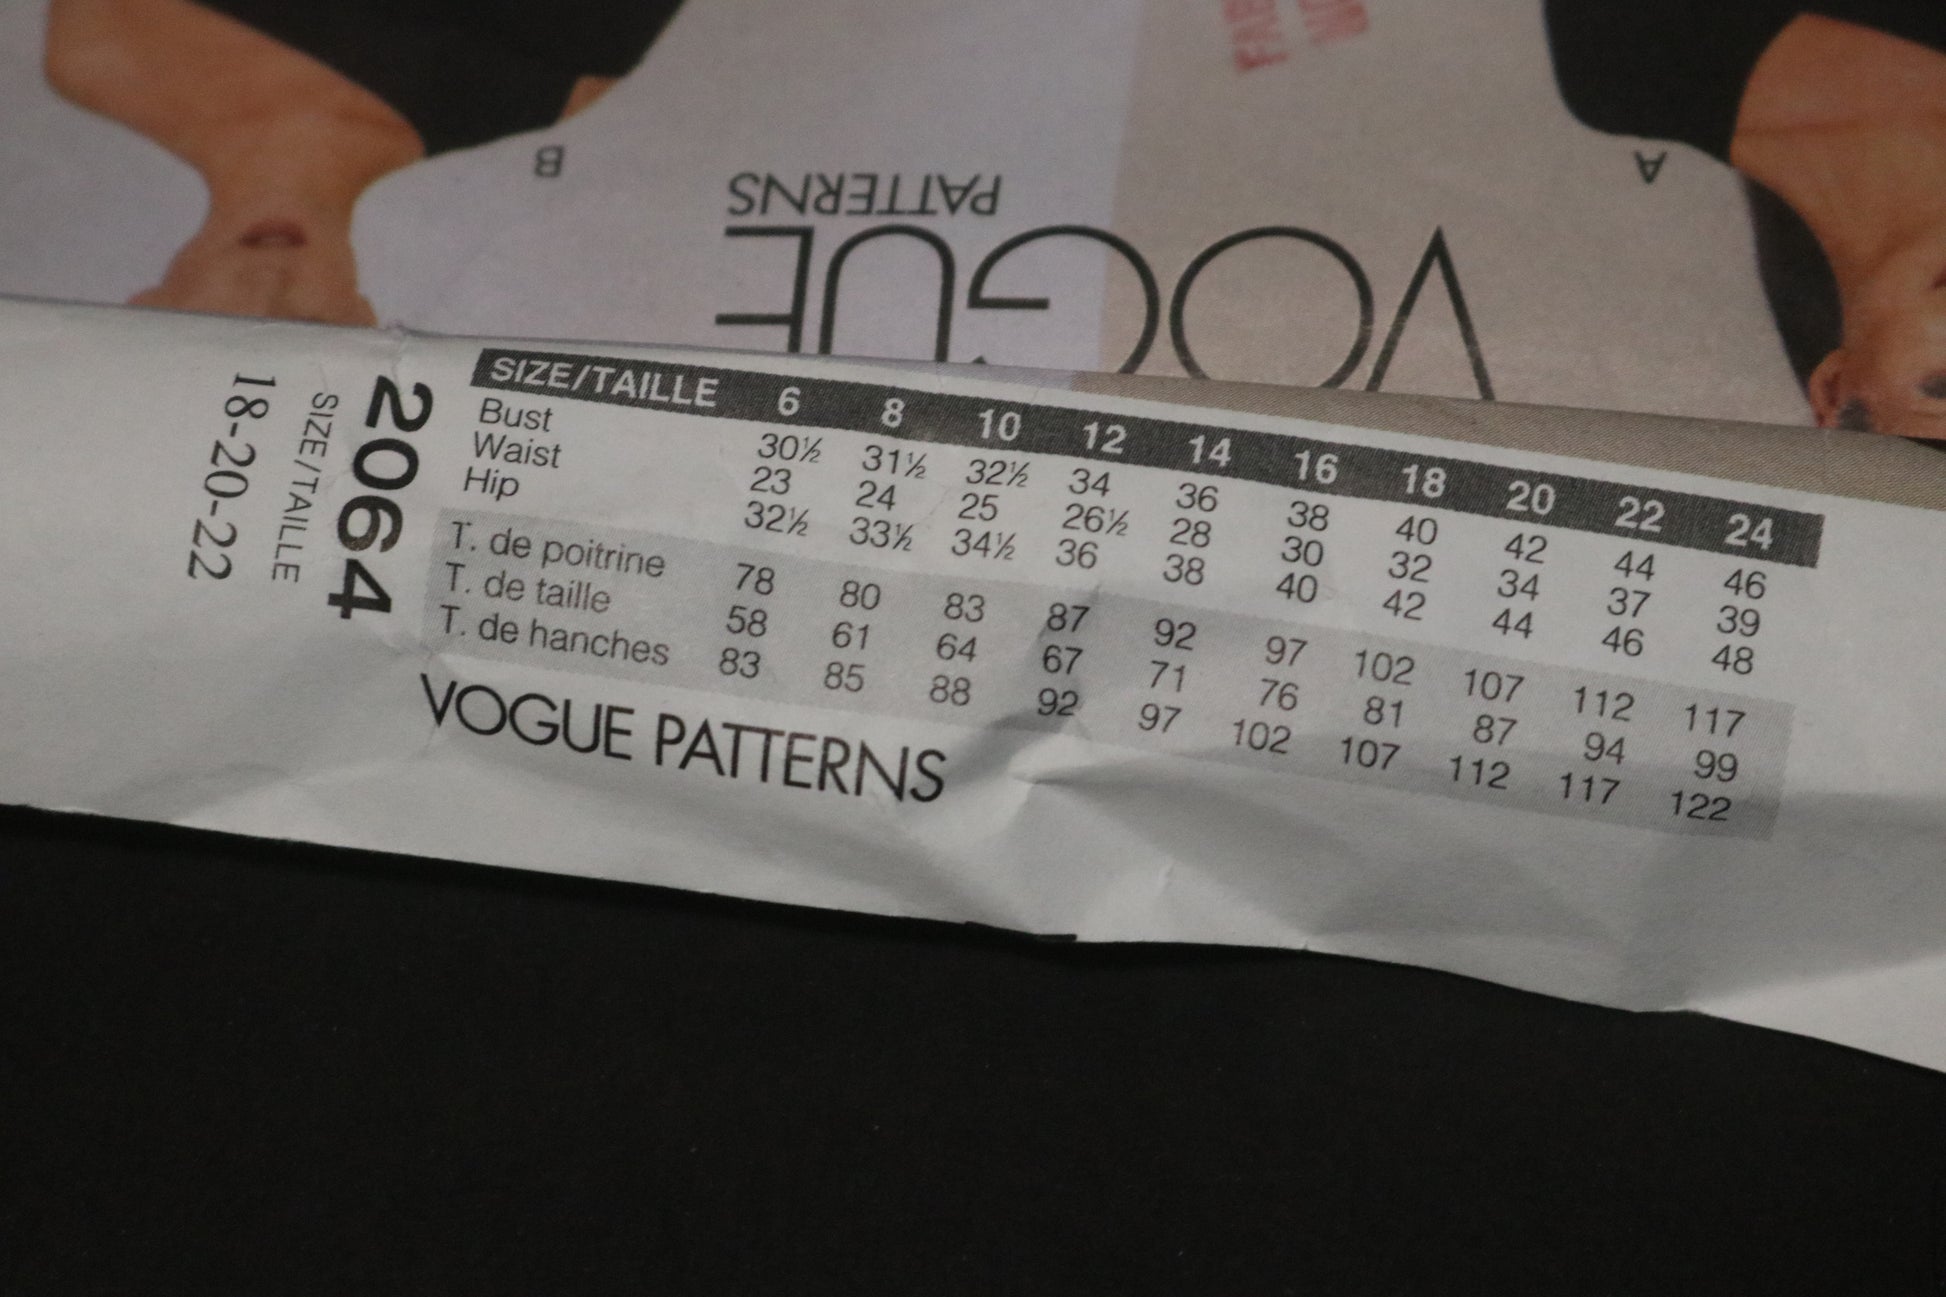 B
A
PATTERNS
VOGUE
2064
SIZE/TAILLE
18-20-22
SIZE/TAILLE 6 8 10 12 14 16 18 20 22 24
Bust 30½ 31½ 32½ 34 36 38 40 42 44 46
Waist 23 24 25 26½ 28 30 32 34 37 39
Hip 32½ 33½ 34½ 36 38 40 42 44 46 48
T. de poitrine 78 80 83 87 92 97 102 107 112 117
T. de taille 58 61 64 67 71 76 81 87 94 99
T. de hanches 83 85 88 92 97 102 107 112 117 122
VOGUE PATTERNS